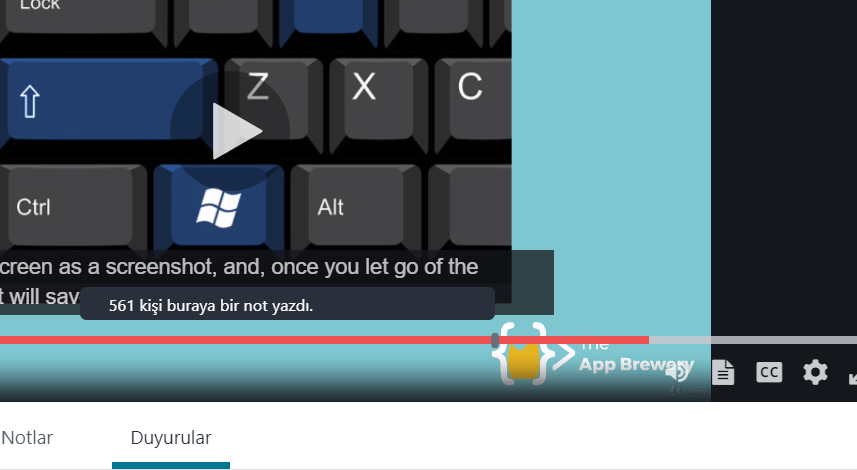 Lock
Z
X
C
Ctrl
Alt
creen as a screenshot, and, once you let go of the
t will sav
561 kişi buraya bir not yazdı.
The
App Brewery
CC
Notlar
Duyurular